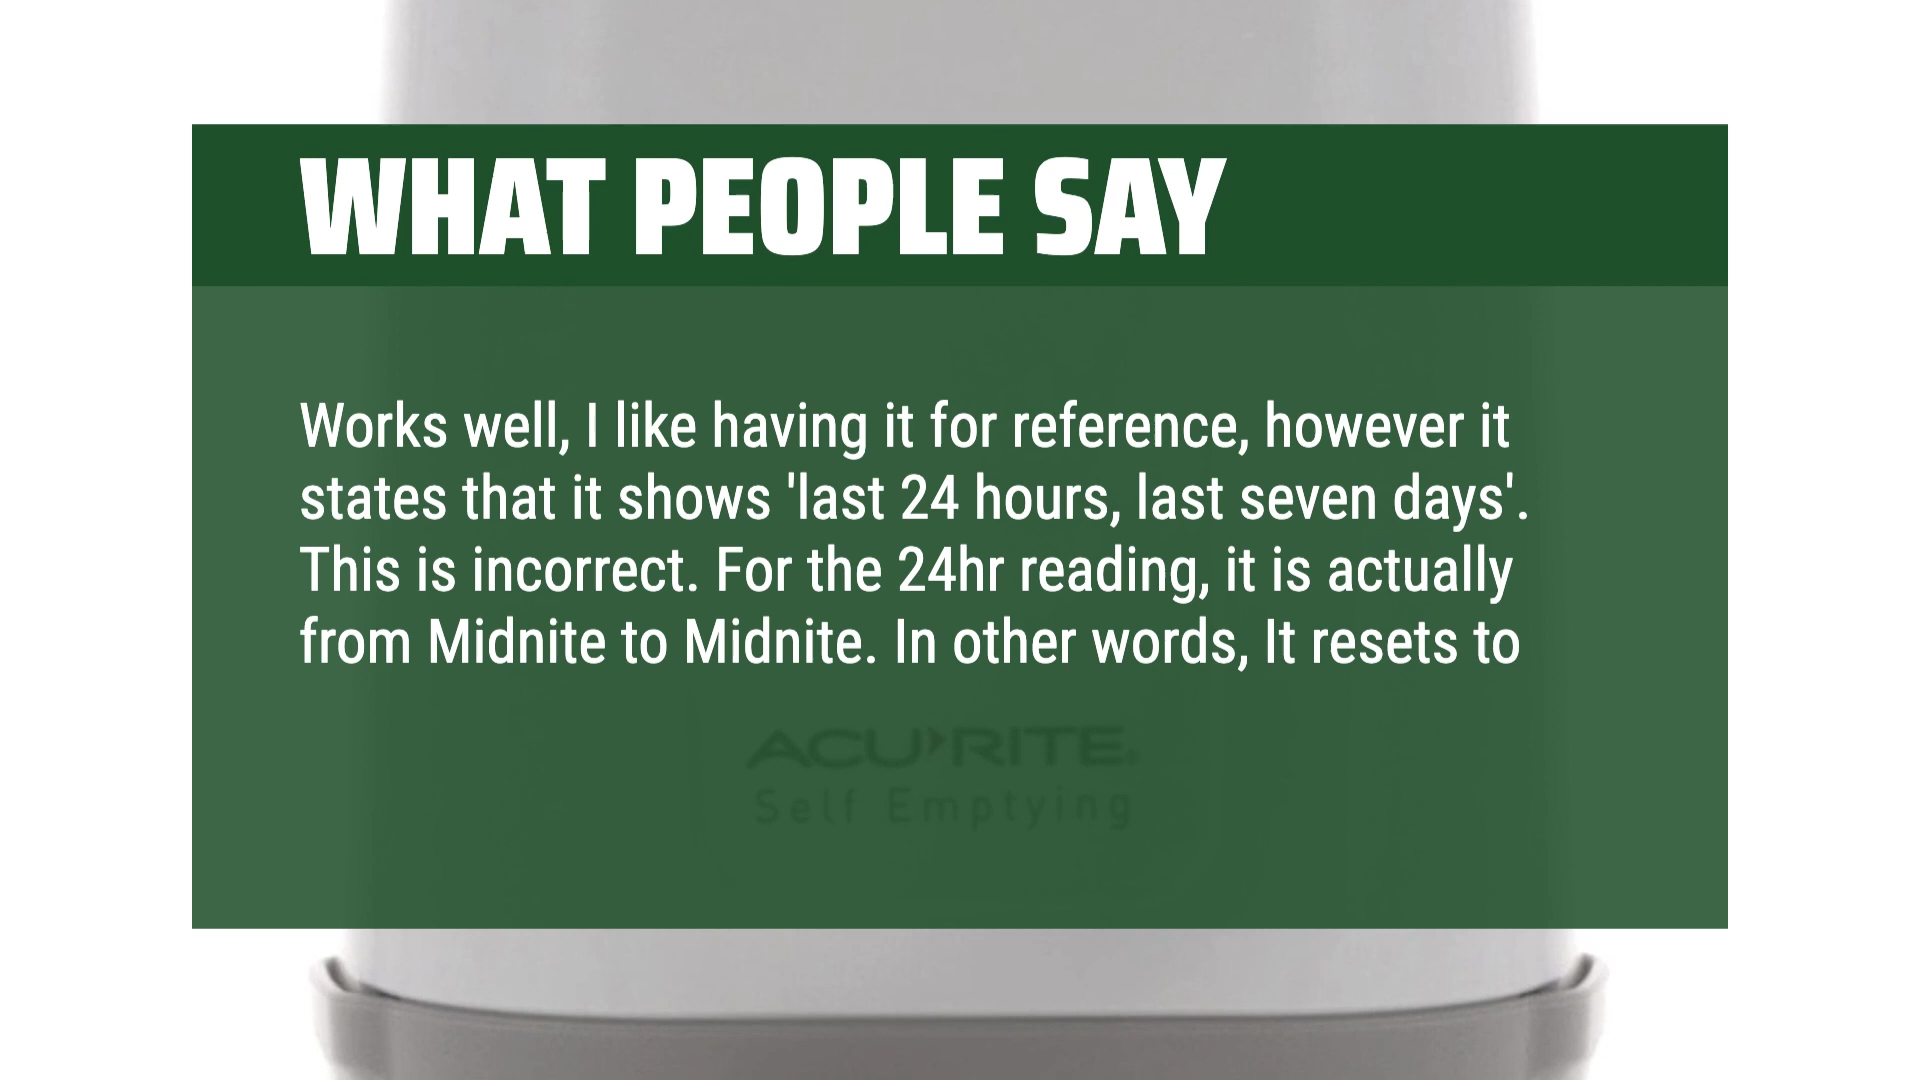 WHAT PEOPLE SAY
Works well, I like having it for reference, however it
states that it shows 'last 24 hours, last seven days'.
This is incorrect. For the 24hr reading, it is actually
from Midnite to Midnite. In other words, It resets to
ACU›RITE.
Self Emptying